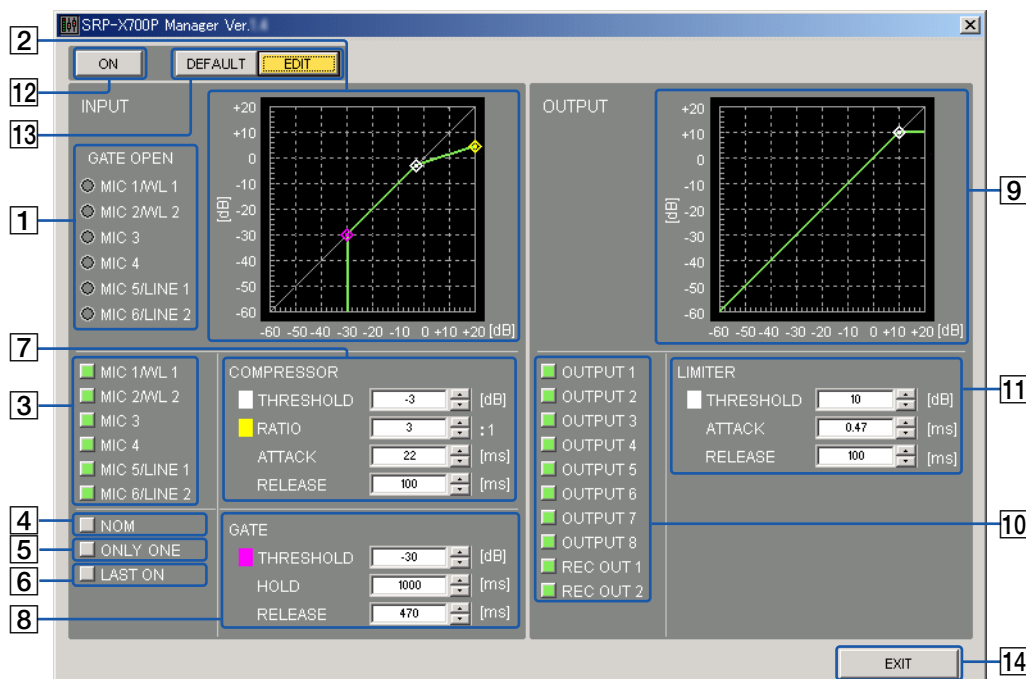 SRP-X700P Manager Ver.
2
ON
DEFAULT
EDIT
12
13
INPUT
+20
+10
0
-10
-20
-30
-40
-50
-60
[dB]
-60 -50 -40 -30 -20 -10 0 +10 +20 [dB]
GATE OPEN
MIC 1/WL 1
MIC 2/WL 2
MIC 3
MIC 4
MIC 5/LINE 1
MIC 6/LINE 2
1
OUTPUT
+20
+10
0
-10
-20
-30
-40
-50
-60
[dB]
-60 -50 -40 -30 -20 -10 0 +10 +20 [dB]
9
7
3
MIC 1/WL 1
MIC 2/WL 2
MIC 3
MIC 4
MIC 5/LINE 1
MIC 6/LINE 2
4
NOM
5
ONLY ONE
6
LAST ON
COMPRESSOR
THRESHOLD -3 [dB]
RATIO 3 :1
ATTACK 22 [ms]
RELEASE 100 [ms]
GATE
THRESHOLD -30 [dB]
HOLD 1000 [ms]
RELEASE 470 [ms]
8
OUTPUT 1
OUTPUT 2
OUTPUT 3
OUTPUT 4
OUTPUT 5
OUTPUT 6
OUTPUT 7
OUTPUT 8
REC OUT 1
REC OUT 2
10
LIMITER
THRESHOLD 10 [dB]
ATTACK 0.47 [ms]
RELEASE 100 [ms]
11
EXIT
14